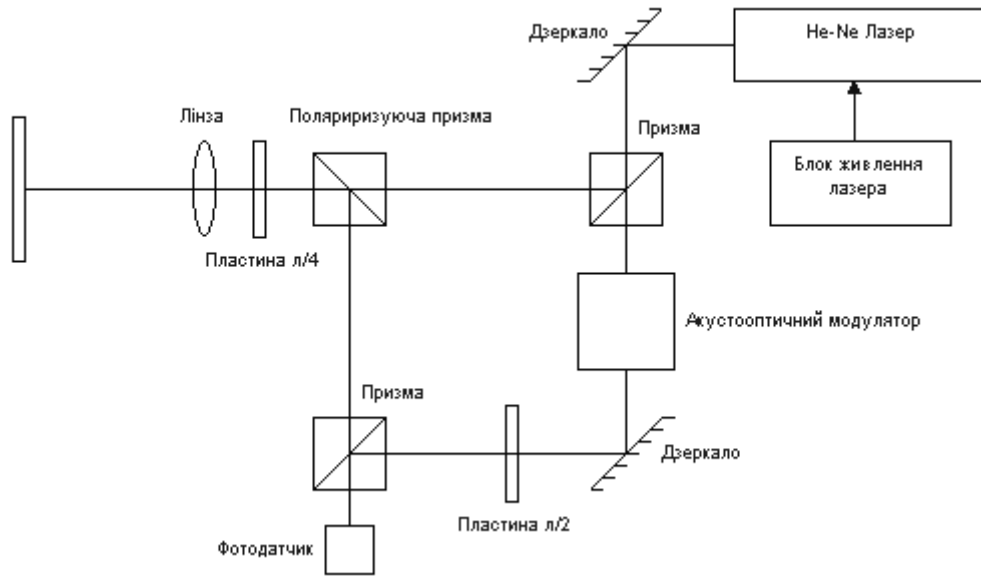 Дзеркало
He-Ne Лазер
Лінза
Поляриризуюча призма
Призма
Блок живлення
лазера
Пластина л/4
Акустооптичний модулятор
Призма
Дзеркало
Пластина л/2
Фотодатчик